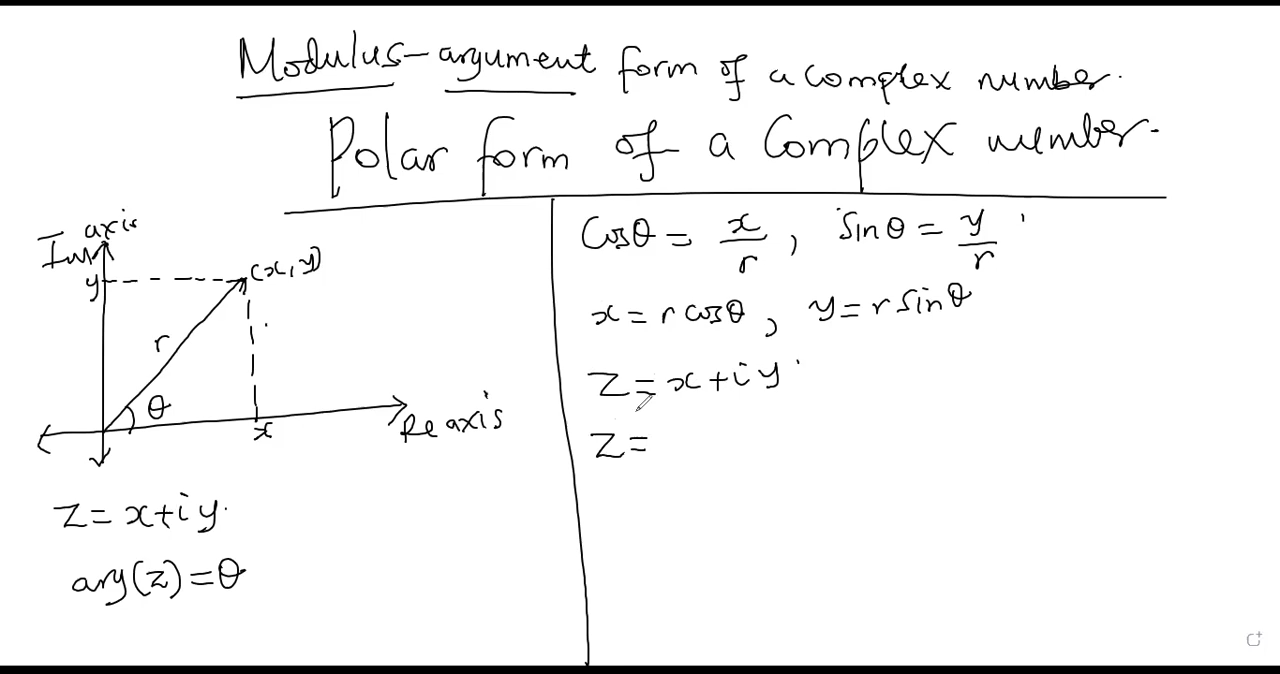 Modulus-argument form of a complex number.
Polar form of a Complex number.
Im axis
y
(x, y)
r
θ
x
Re axis
z = x+iy.
arg(z) = θ
Cosθ = x/r, Sinθ = y/r
x = r cosθ, y = r sinθ
Z = x+iy
Z =